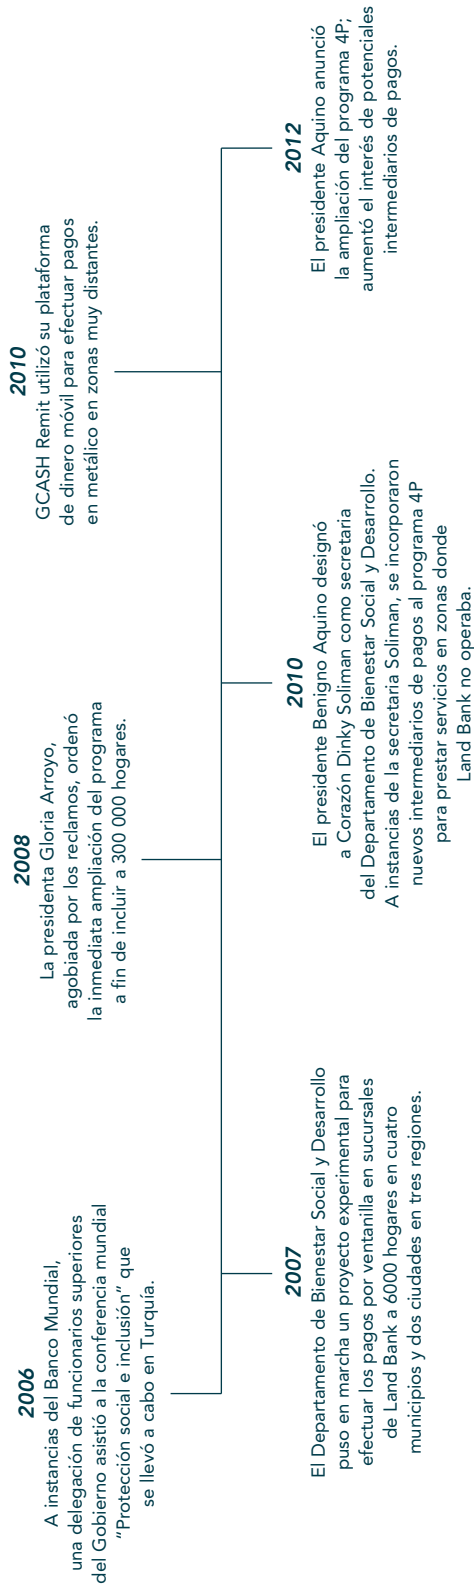 2006
A instancias del Banco Mundial,
una delegación de funcionarios superiores
del Gobierno asistió a la conferencia mundial
“Protección social e inclusión” que
se llevó a cabo en Turquía.
2007
El Departamento de Bienestar Social y Desarrollo
puso en marcha un proyecto experimental para
efectuar los pagos por ventanilla en sucursales
de Land Bank a 6000 hogares en cuatro
municipios y dos ciudades en tres regiones.
2008
La presidenta Gloria Arroyo,
agobiada por los reclamos, ordenó
la inmediata ampliación del programa
a fin de incluir a 300 000 hogares.
2010
El presidente Benigno Aquino designó
a Corazón Dinky Soliman como secretaria
del Departamento de Bienestar Social y Desarrollo.
A instancias de la secretaria Soliman, se incorporaron
nuevos intermediarios de pagos al programa 4P
para prestar servicios en zonas donde
Land Bank no operaba.
2010
GCASH Remit utilizó su plataforma
de dinero móvil para efectuar pagos
en metálico en zonas muy distantes.
2012
El presidente Aquino anunció
la ampliación del programa 4P;
aumentó el interés de potenciales
intermediarios de pagos.